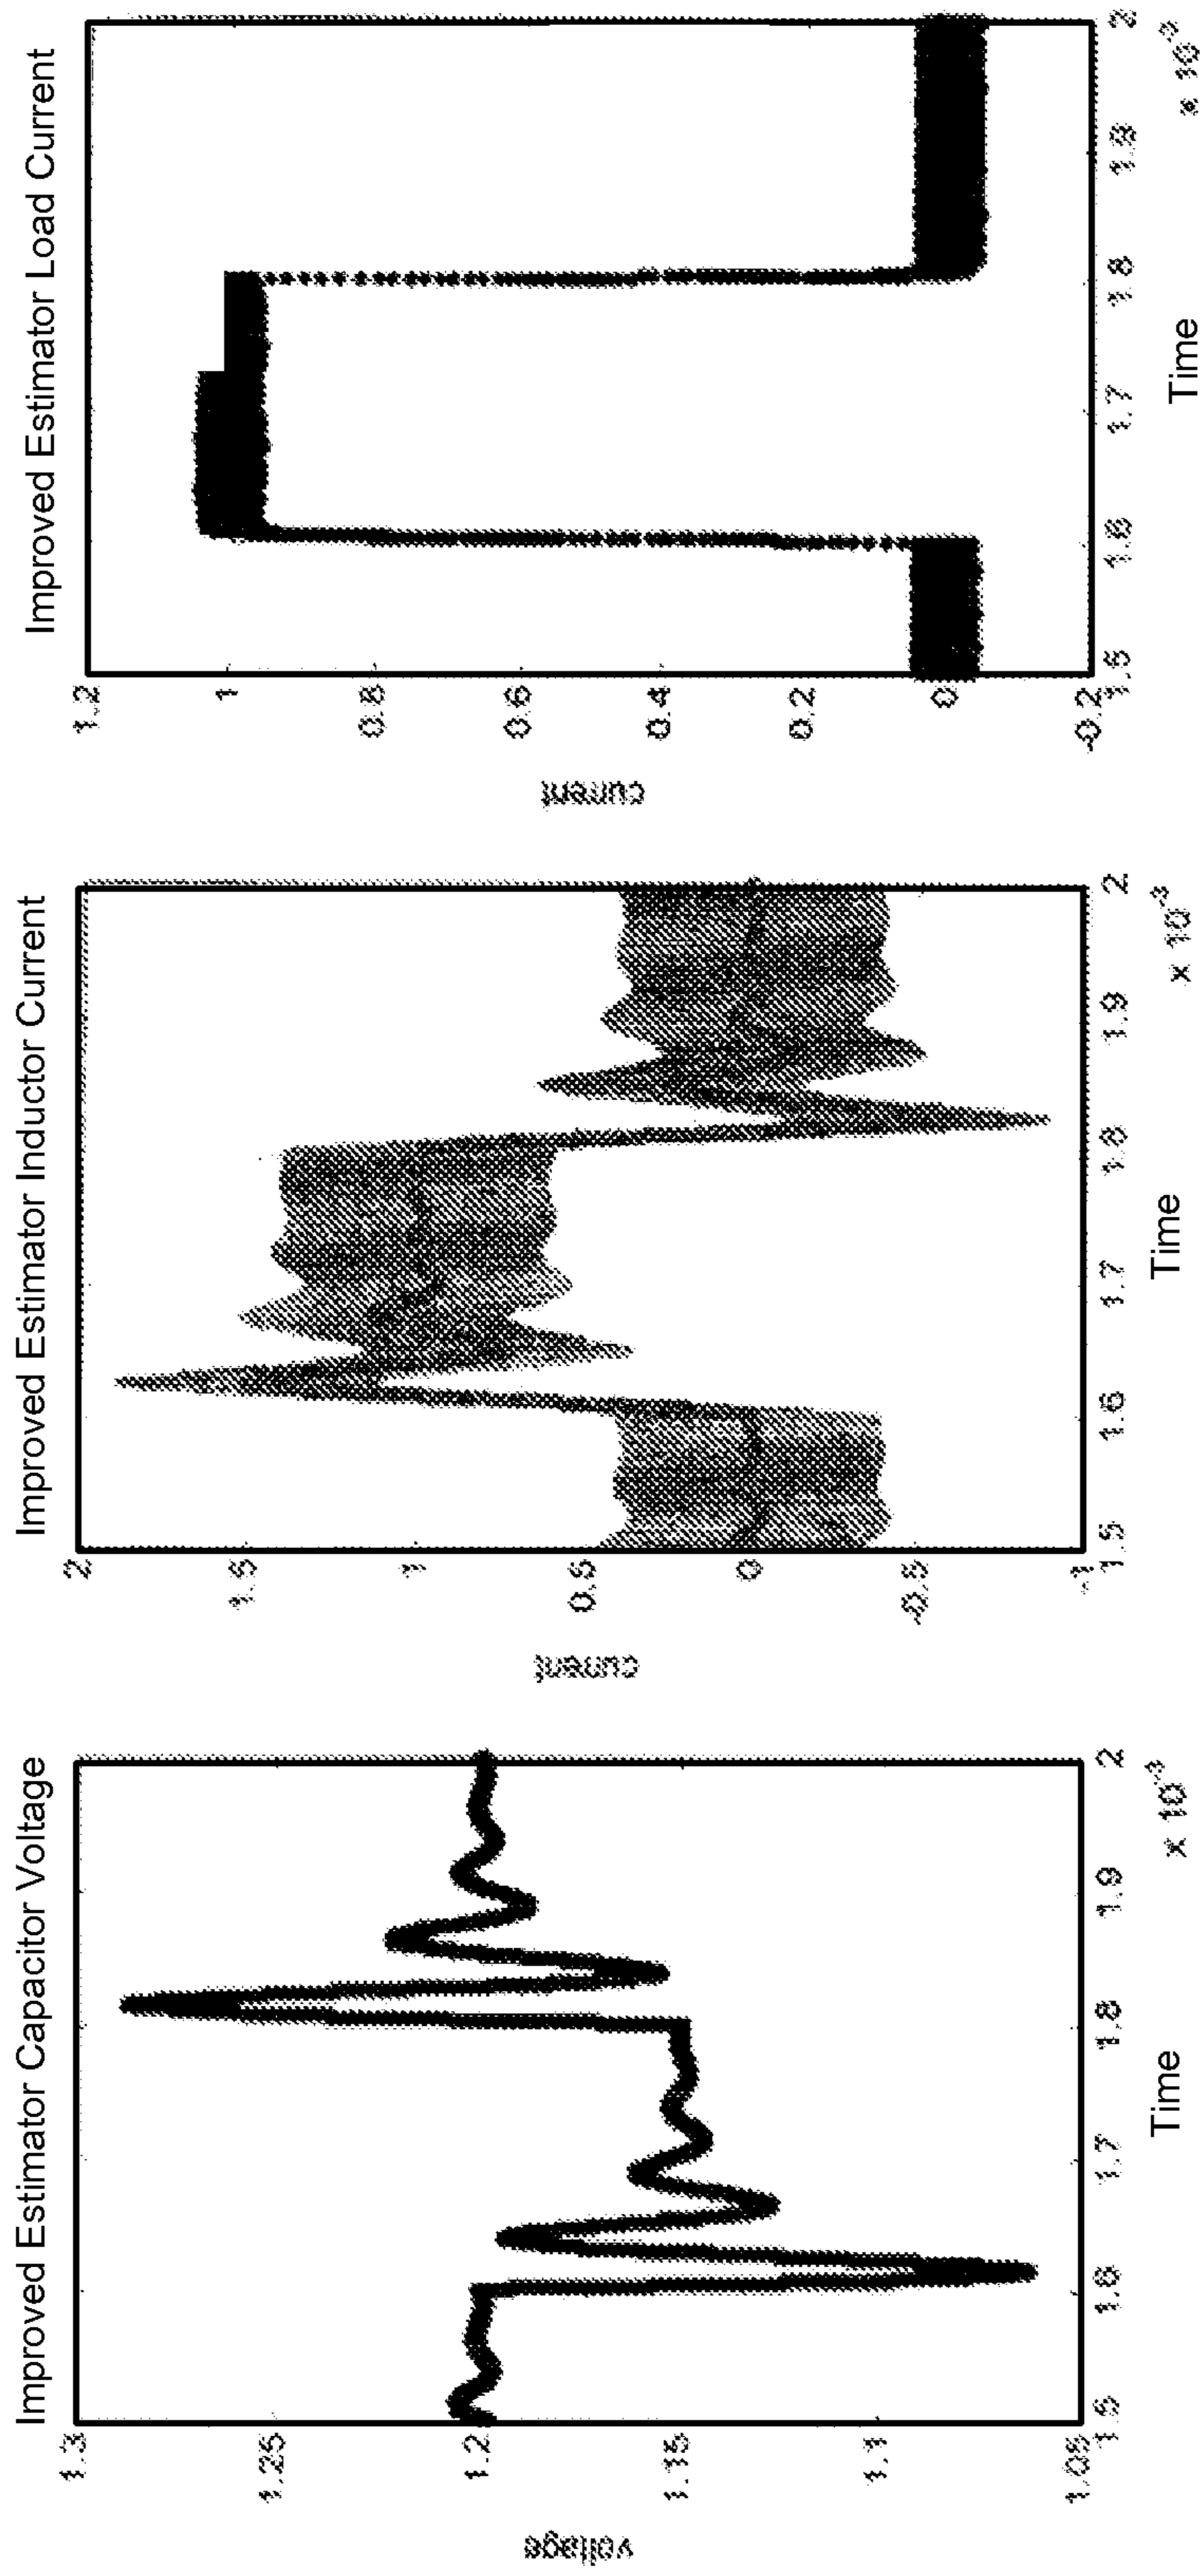 Improved Estimator Capacitor Voltage
voltage
1.3
1.25
1.2
1.15
1.1
1.05
1.5 1.6 1.7 1.8 1.9 2
Time
x 10⁻³
Improved Estimator Inductor Current
current
2
1.5
1
0.5
0
-0.5
-1
1.5 1.6 1.7 1.8 1.9 2
Time
x 10⁻³
Improved Estimator Load Current
current
1.2
1
0.8
0.6
0.4
0.2
0
-0.2
1.5 1.6 1.7 1.8 1.9 2
Time
x 10⁻³